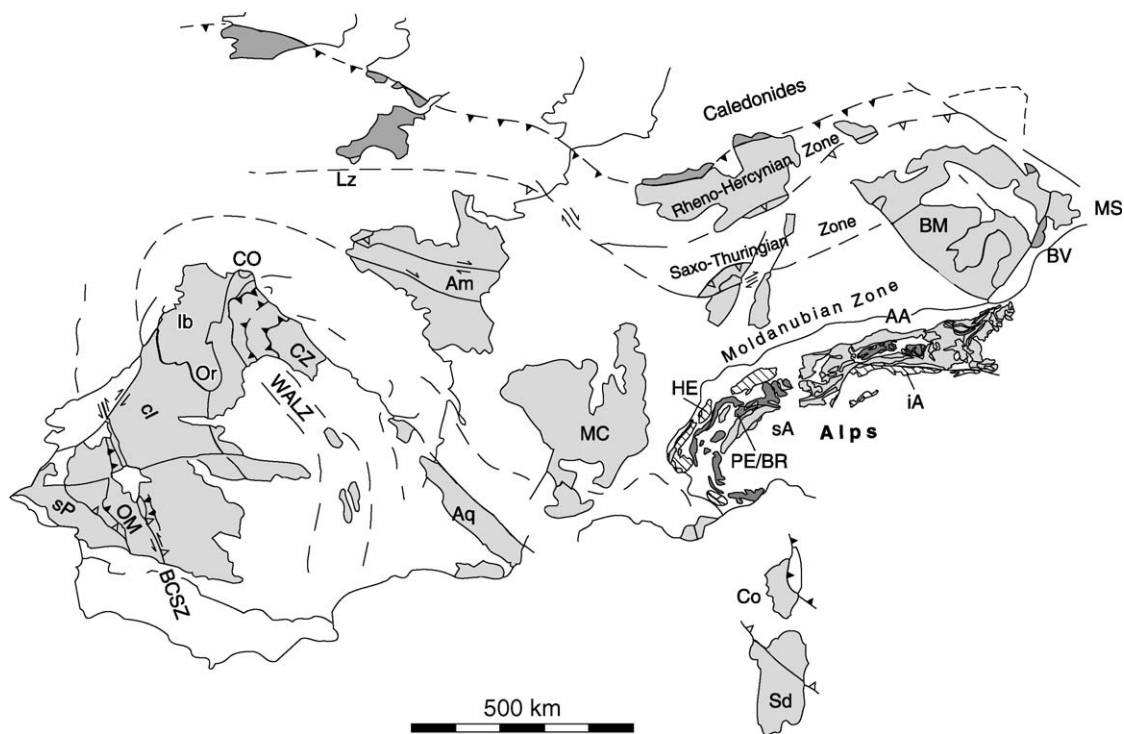 Caledonides
Rheno-Hercynian Zone
Lz
MS
BM
BV
Saxo-Thuringian Zone
CO
Am
Moldanubian Zone
AA
Ib
CZ
Or
WALZ
HE
iA
cI
MC
sA
Alps
PE/BR
sP
OM
Aq
BCSZ
Co
Sd
500 km